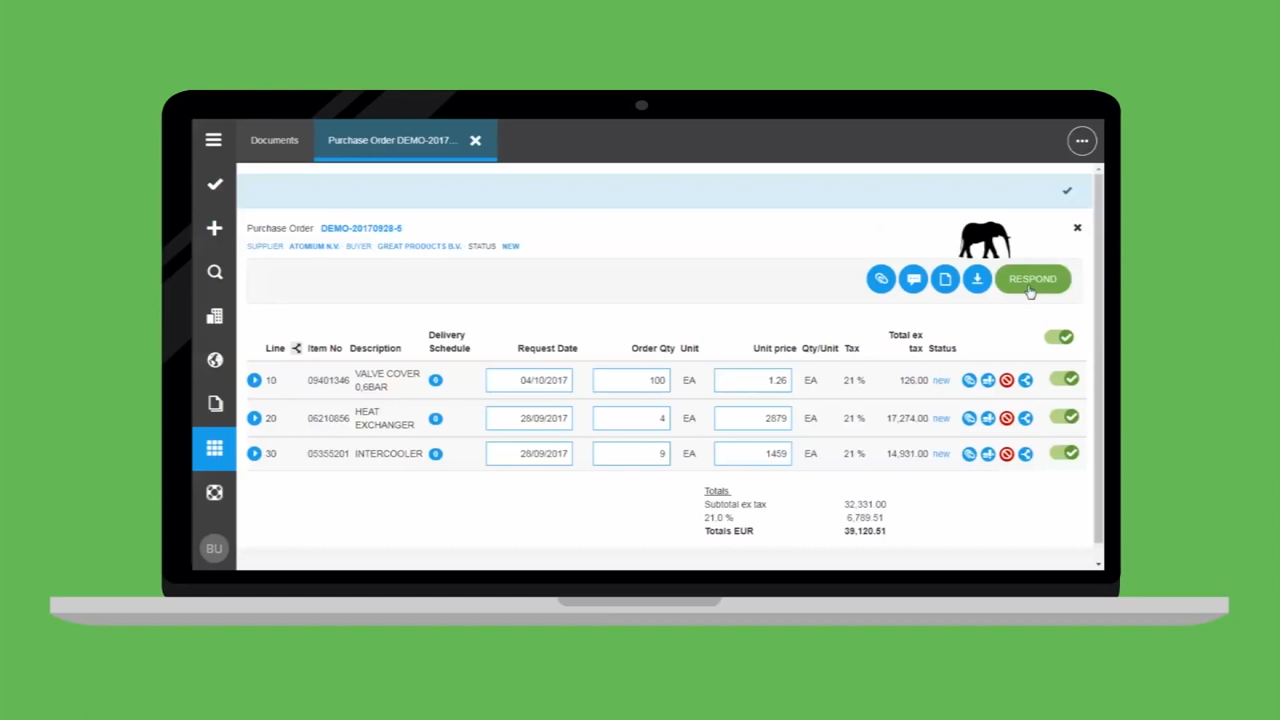 Documents Purchase Order DEMO-2017...
Purchase Order DEMO-20170928-5
SUPPLIER ATOMIUM N.V. · BUYER GREAT PRODUCTS B.V. · STATUS NEW
RESPOND
Line Item No Description Delivery Schedule Request Date Order Qty Unit Unit price Qty/Unit Tax Total ex tax Status
10 09401346 VALVE COVER 0,6BAR 0 04/10/2017 100 EA 1.26 EA 21 % 126.00 new
20 06210856 HEAT EXCHANGER 0 28/09/2017 4 EA 2879 EA 21 % 17,274.00 new
30 05355201 INTERCOOLER 0 28/09/2017 9 EA 1459 EA 21 % 14,931.00 new
Totals
Subtotal ex tax 32,331.00
21.0 % 6,789.51
Totals EUR 39,120.51
BU